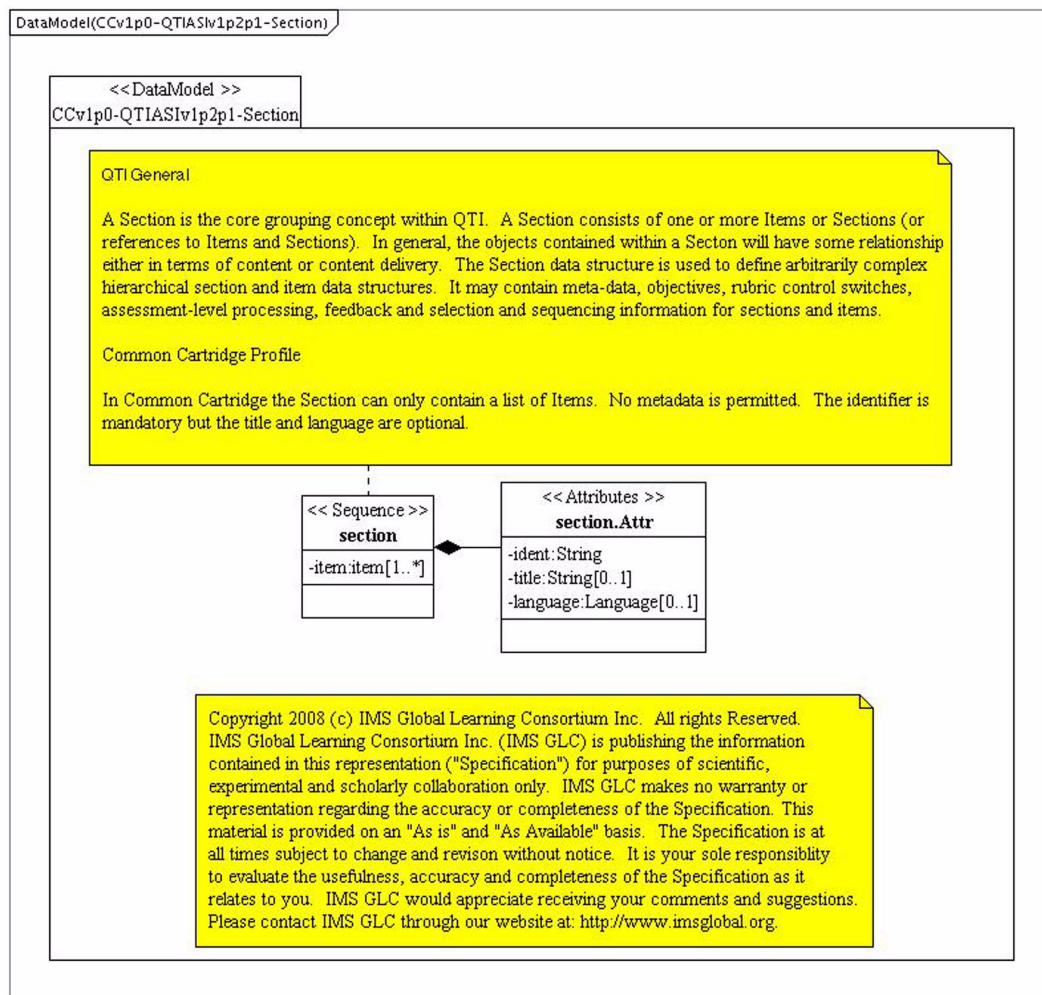 DataModel(CCv1p0-QTIASIv1p2p1-Section)
<<DataModel >>
CCv1p0-QTIASIv1p2p1-Section
QTI General
A Section is the core grouping concept within QTI.  A Section consists of one or more Items or Sections (or
references to Items and Sections).  In general, the objects contained within a Secton will have some relationship
either in terms of content or content delivery.  The Section data structure is used to define arbitrarily complex
hierarchical section and item data structures.  It may contain meta-data, objectives, rubric control switches,
assessment-level processing, feedback and selection and sequencing information for sections and items.
Common Cartridge Profile
In Common Cartridge the Section can only contain a list of Items.  No metadata is permitted.  The identifier is
mandatory but the title and language are optional.
<< Sequence >>
section
-item:item[1..*]
<< Attributes >>
section.Attr
-ident:String
-title:String[0..1]
-language:Language[0..1]
Copyright 2008 (c) IMS Global Learning Consortium Inc.  All rights Reserved.
IMS Global Learning Consortium Inc. (IMS GLC) is publishing the information
contained in this representation ("Specification") for purposes of scientific,
experimental and scholarly collaboration only.  IMS GLC makes no warranty or
representation regarding the accuracy or completeness of the Specification. This
material is provided on an "As is" and "As Available" basis.  The Specification is at
all times subject to change and revison without notice.  It is your sole responsiblity
to evaluate the usefulness, accuracy and completeness of the Specification as it
relates to you.  IMS GLC would appreciate receiving your comments and suggestions.
Please contact IMS GLC through our website at: http://www.imsglobal.org.